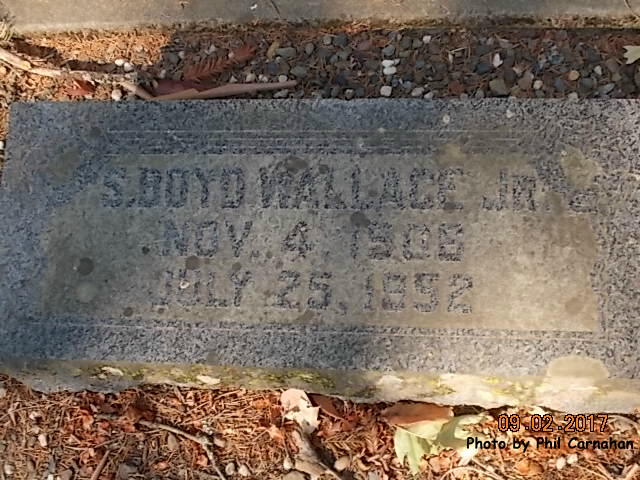 S. BOYD WALLACE JR
NOV. 4, 1908
JULY 25, 1952
09.02.2017
Photo by Phil Carnahan